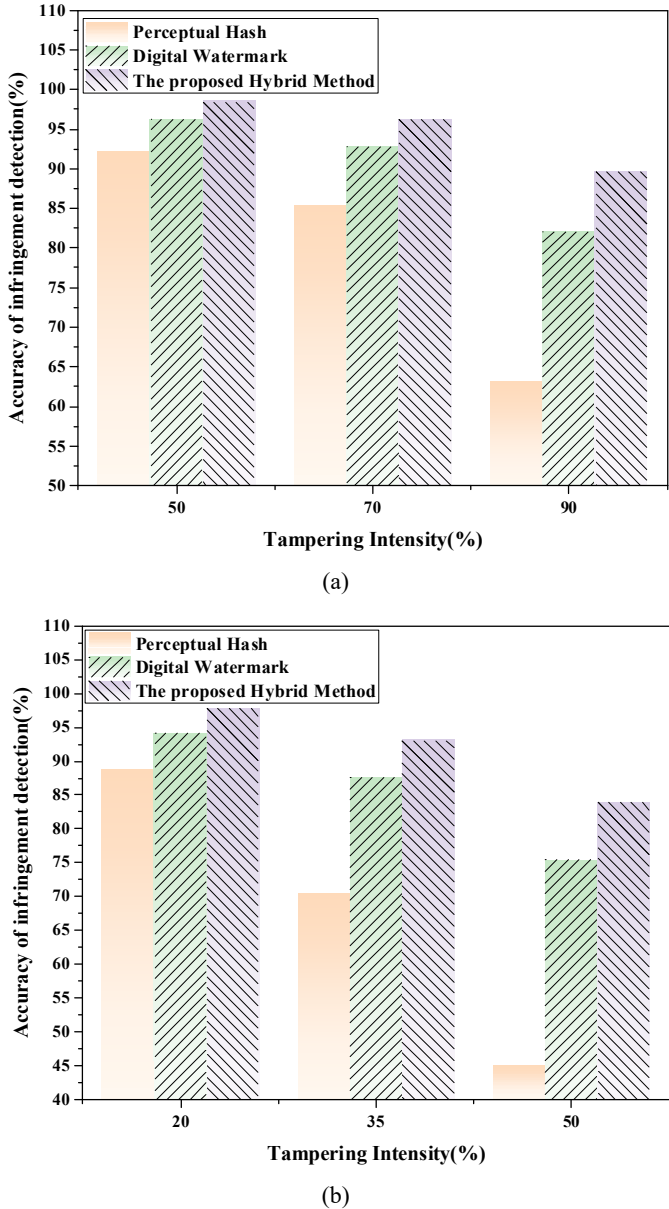 110
105
100
95
90
85
80
75
70
65
60
55
50
Accuracy of infringement detection(%)
Perceptual Hash
Digital Watermark
The proposed Hybrid Method
50 70 90
Tampering Intensity(%)
(a)
110
105
100
95
90
85
80
75
70
65
60
55
50
45
40
Accuracy of infringement detection(%)
Perceptual Hash
Digital Watermark
The proposed Hybrid Method
20 35 50
Tampering Intensity(%)
(b)